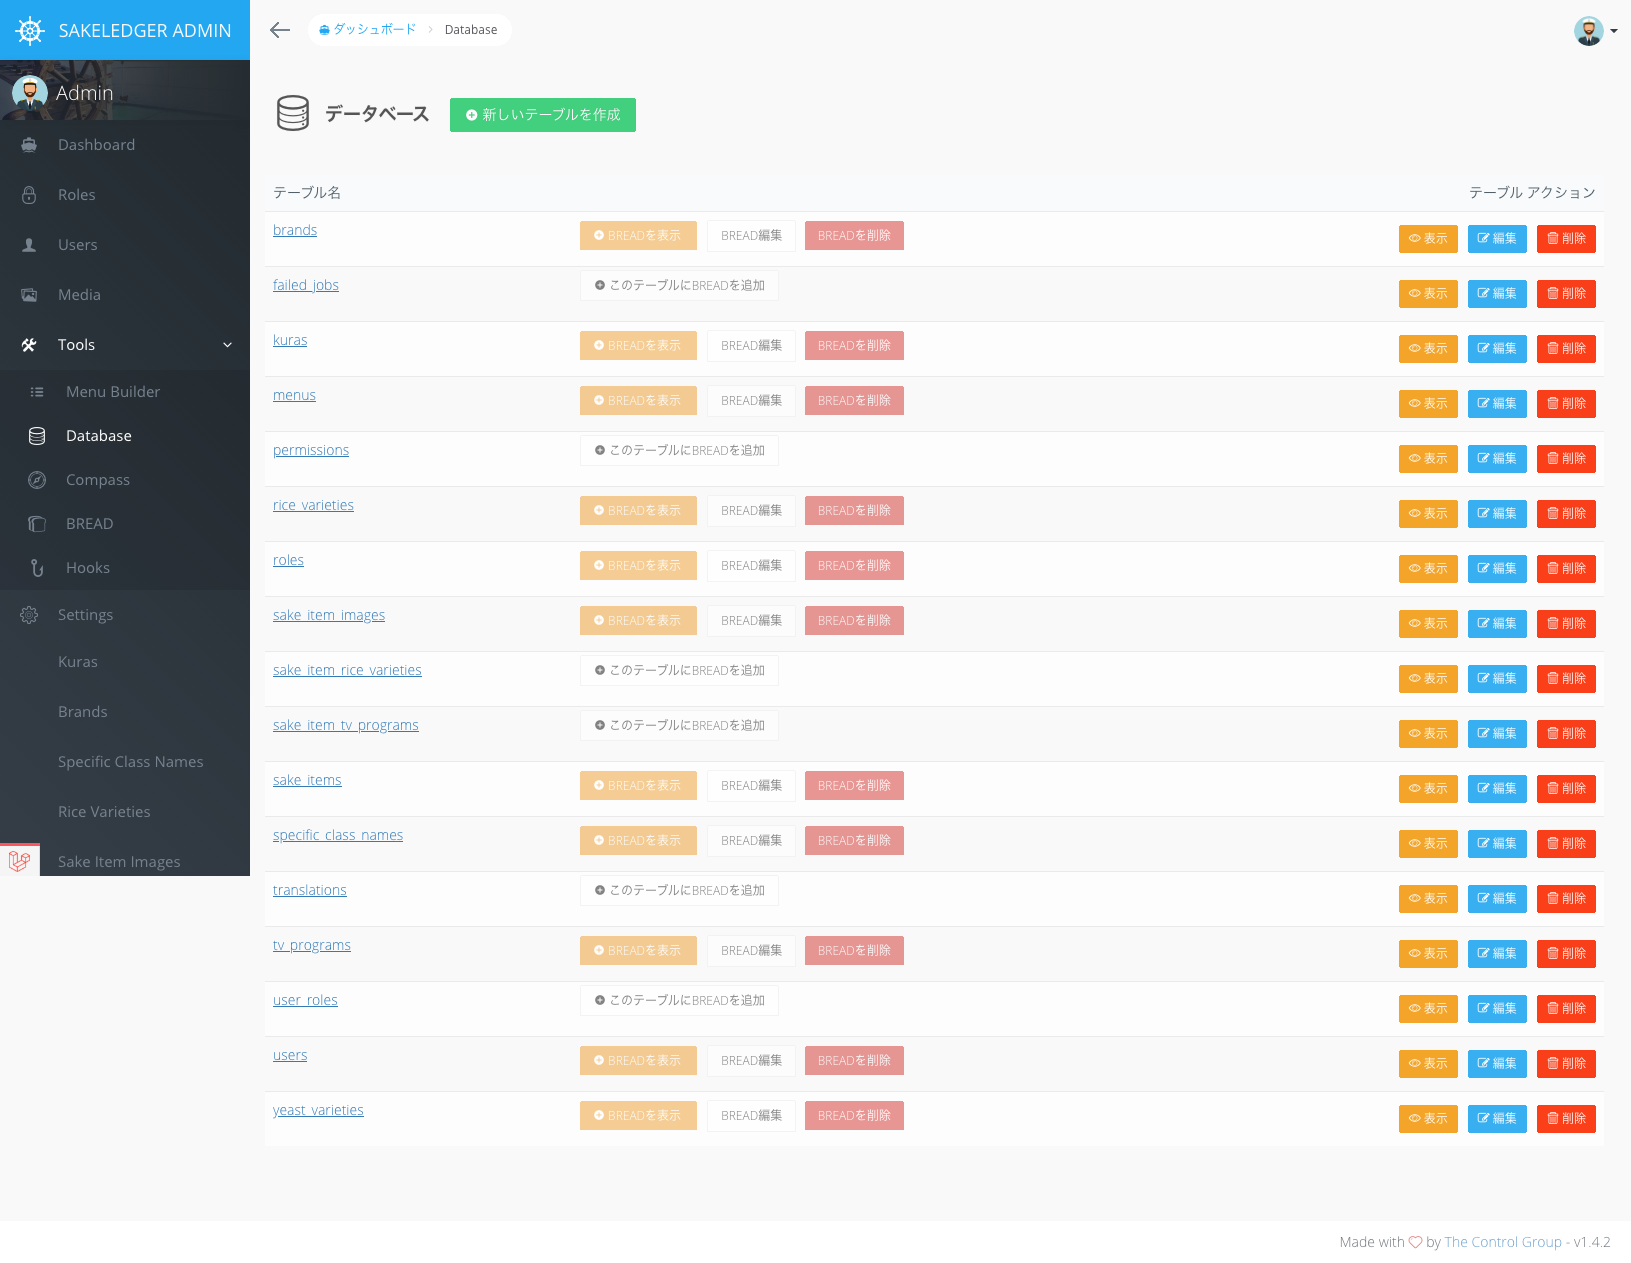 SAKELEDGER ADMIN
ダッシュボード
Database
Admin
Dashboard
Roles
Users
Media
Tools
Menu Builder
Database
Compass
BREAD
Hooks
Settings
Kuras
Brands
Specific Class Names
Rice Varieties
Sake Item Images
データベース
新しいテーブルを作成
テーブル名 テーブル アクション
brands BREADを表示 BREAD編集 BREADを削除 表示 編集 削除
failed_jobs このテーブルにBREADを追加 表示 編集 削除
kuras BREADを表示 BREAD編集 BREADを削除 表示 編集 削除
menus BREADを表示 BREAD編集 BREADを削除 表示 編集 削除
permissions このテーブルにBREADを追加 表示 編集 削除
rice_varieties BREADを表示 BREAD編集 BREADを削除 表示 編集 削除
roles BREADを表示 BREAD編集 BREADを削除 表示 編集 削除
sake_item_images BREADを表示 BREAD編集 BREADを削除 表示 編集 削除
sake_item_rice_varieties このテーブルにBREADを追加 表示 編集 削除
sake_item_tv_programs このテーブルにBREADを追加 表示 編集 削除
sake_items BREADを表示 BREAD編集 BREADを削除 表示 編集 削除
specific_class_names BREADを表示 BREAD編集 BREADを削除 表示 編集 削除
translations このテーブルにBREADを追加 表示 編集 削除
tv_programs BREADを表示 BREAD編集 BREADを削除 表示 編集 削除
user_roles このテーブルにBREADを追加 表示 編集 削除
users BREADを表示 BREAD編集 BREADを削除 表示 編集 削除
yeast_varieties BREADを表示 BREAD編集 BREADを削除 表示 編集 削除
Made with ♡ by The Control Group - v1.4.2